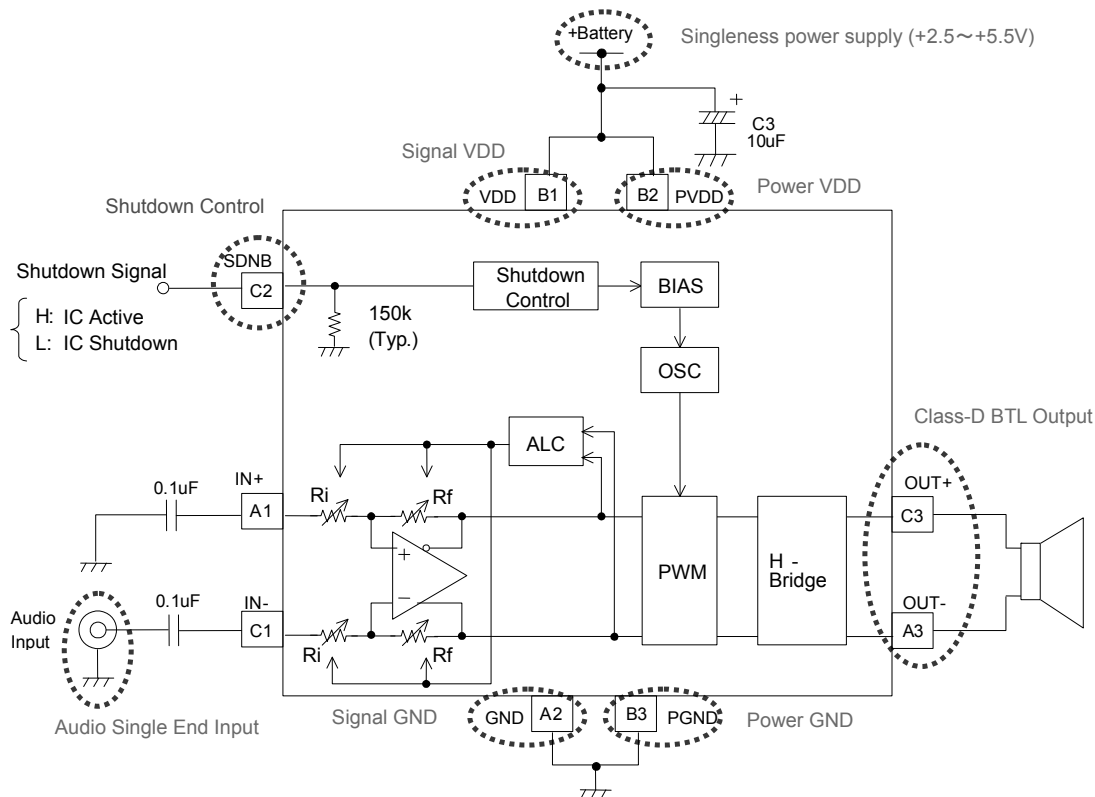 +Battery
Singleness power supply (+2.5～+5.5V)
+
C3
10uF
Signal VDD
VDD
B1
B2
PVDD
Power VDD
Shutdown Control
SDNB
C2
Shutdown Signal
H: IC Active
L: IC Shutdown
150k
(Typ.)
Shutdown
Control
BIAS
OSC
Class-D BTL Output
ALC
IN+
0.1uF
A1
Ri
Rf
+
−
PWM
H -
Bridge
OUT+
C3
OUT-
A3
Audio
Input
0.1uF
IN-
C1
Ri
Rf
Audio Single End Input
Signal GND
GND
A2
B3
PGND
Power GND